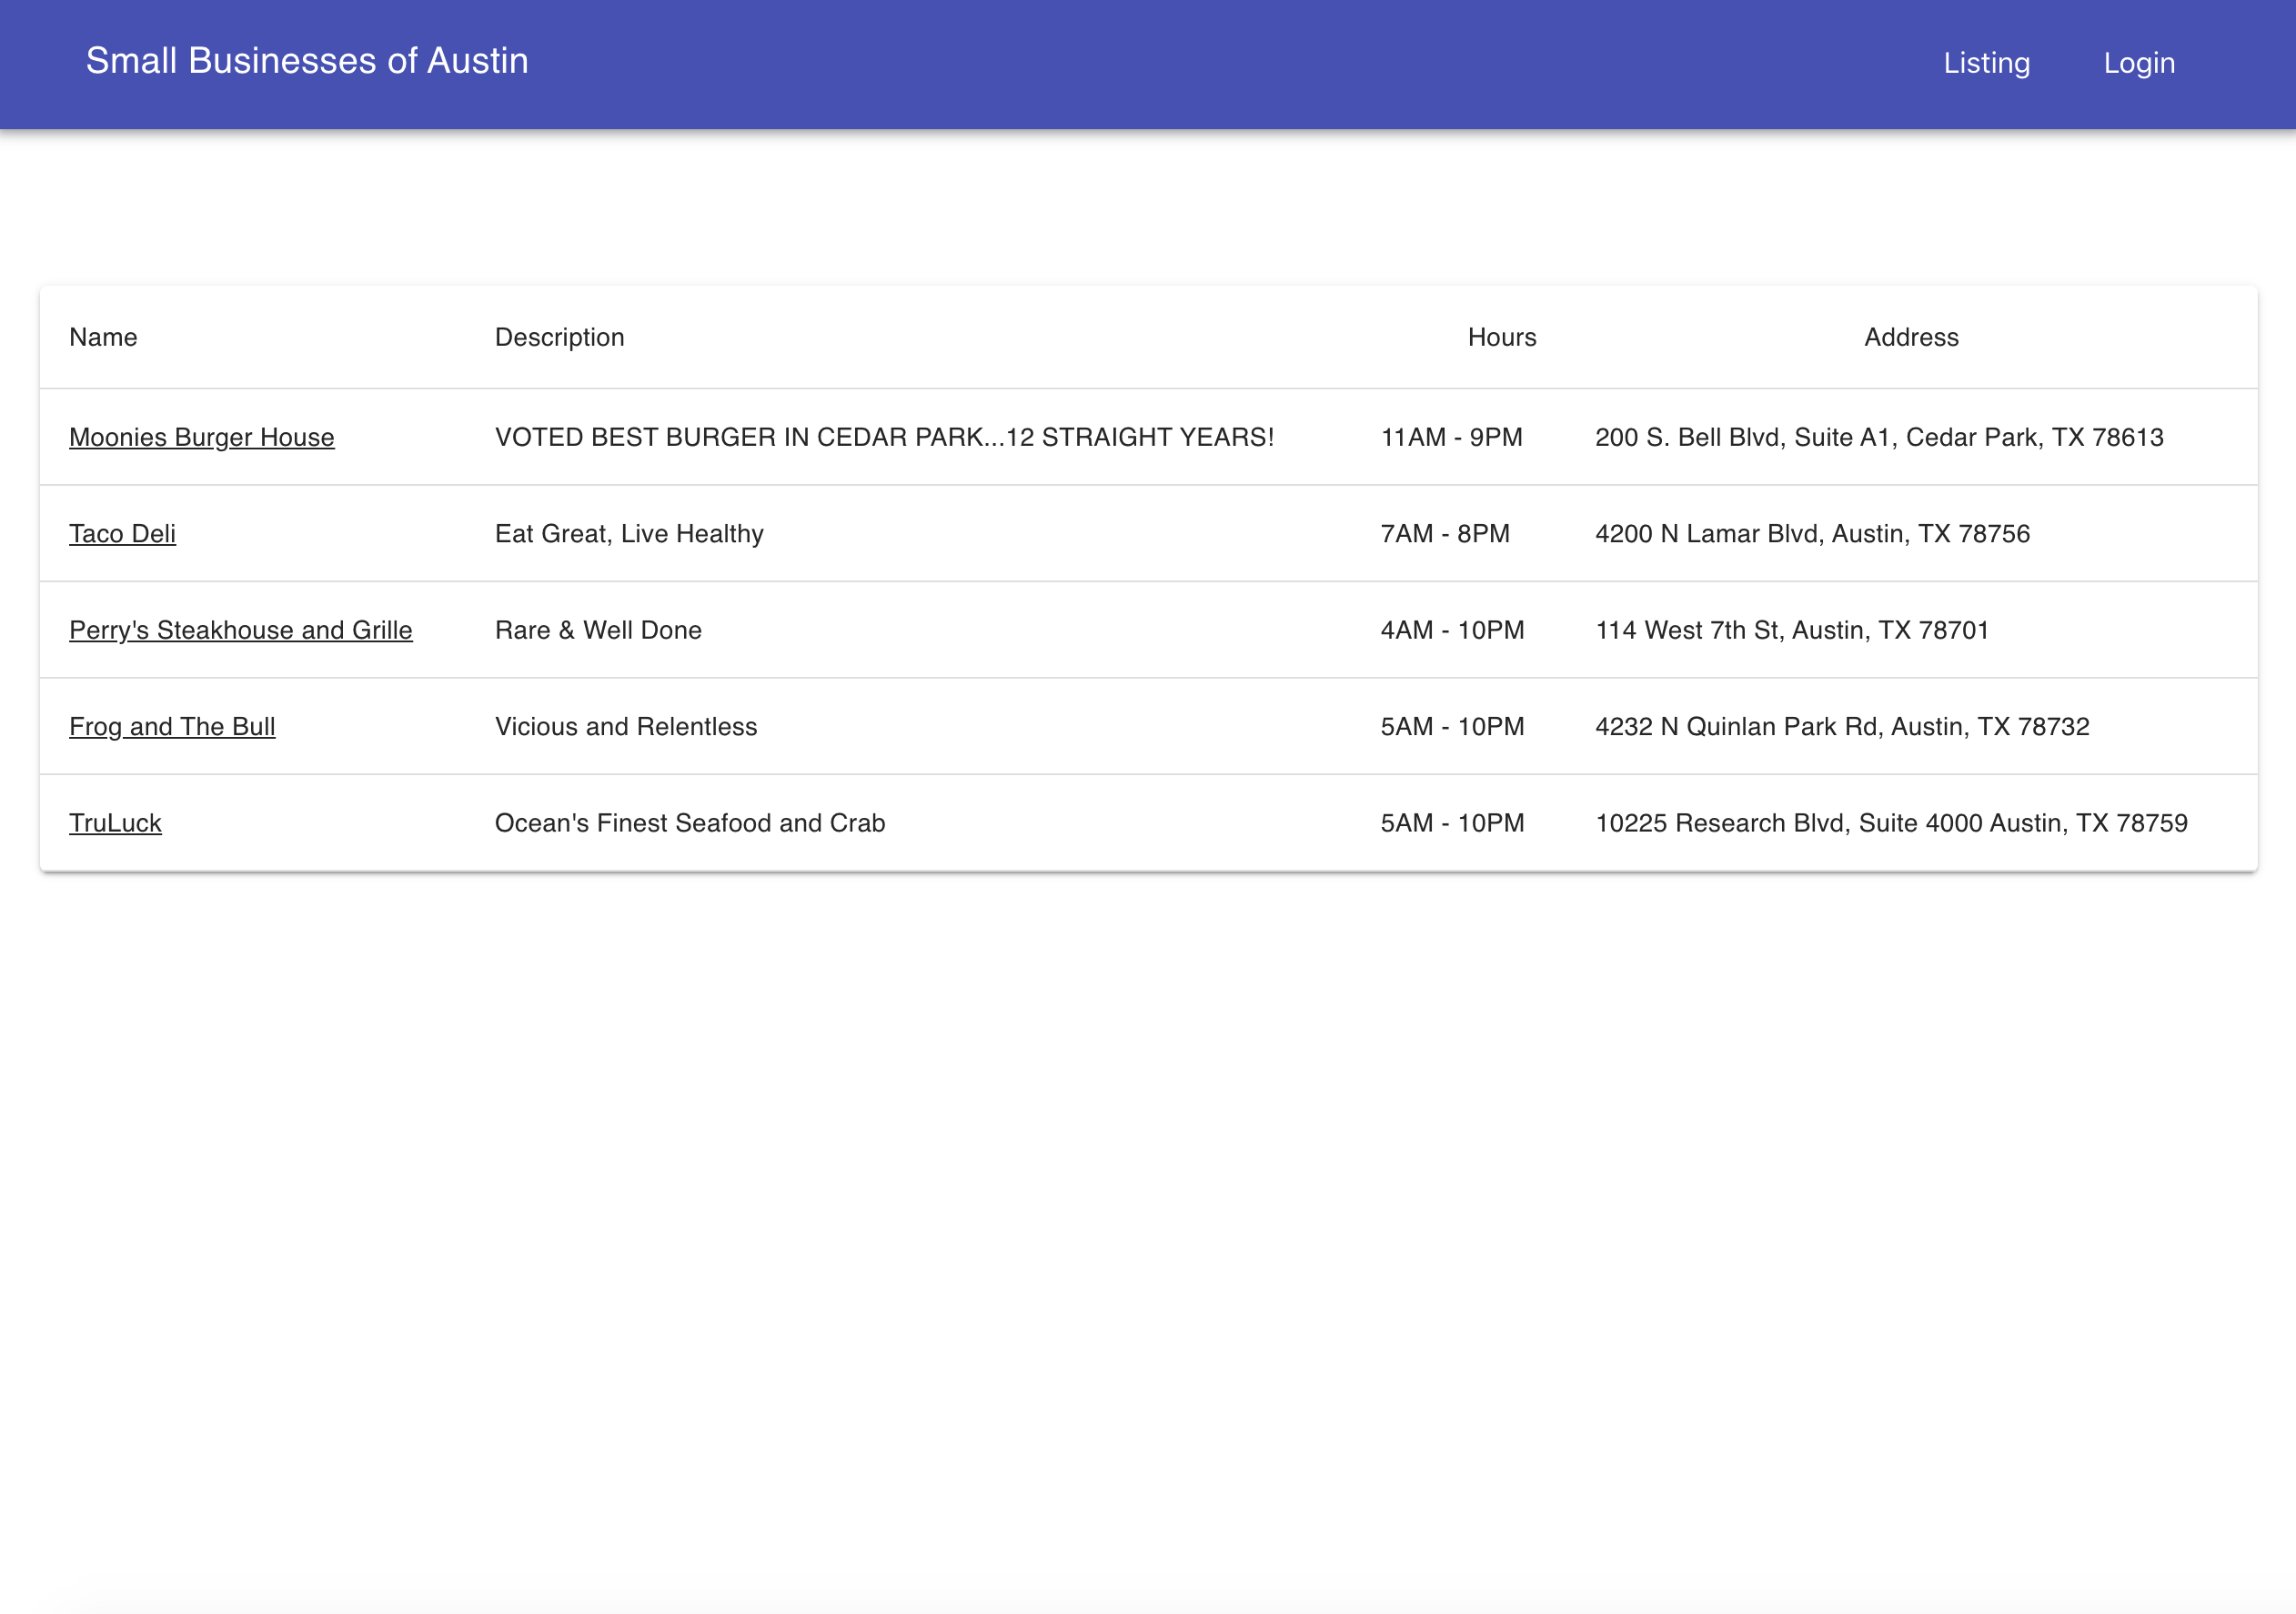 Small Businesses of Austin Listing Login
Name Description Hours Address
Moonies Burger House VOTED BEST BURGER IN CEDAR PARK...12 STRAIGHT YEARS! 11AM - 9PM 200 S. Bell Blvd, Suite A1, Cedar Park, TX 78613
Taco Deli Eat Great, Live Healthy 7AM - 8PM 4200 N Lamar Blvd, Austin, TX 78756
Perry's Steakhouse and Grille Rare & Well Done 4AM - 10PM 114 West 7th St, Austin, TX 78701
Frog and The Bull Vicious and Relentless 5AM - 10PM 4232 N Quinlan Park Rd, Austin, TX 78732
TruLuck Ocean's Finest Seafood and Crab 5AM - 10PM 10225 Research Blvd, Suite 4000 Austin, TX 78759